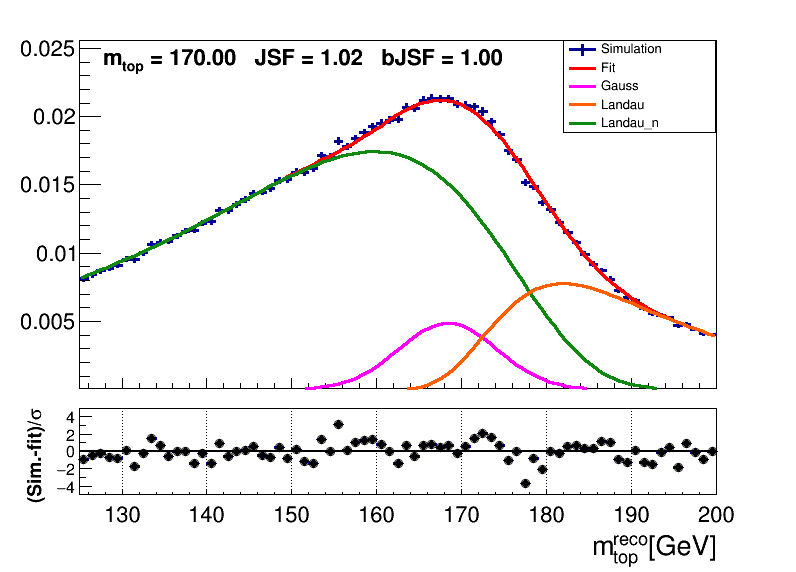 m_top = 170.00 JSF = 1.02 bJSF = 1.00
Simulation
Fit
Gauss
Landau
Landau_n
0.025
0.02
0.015
0.01
0.005
(Sim.-fit)/σ
4
2
0
−2
−4
130 140 150 160 170 180 190 200
m_top^reco[GeV]